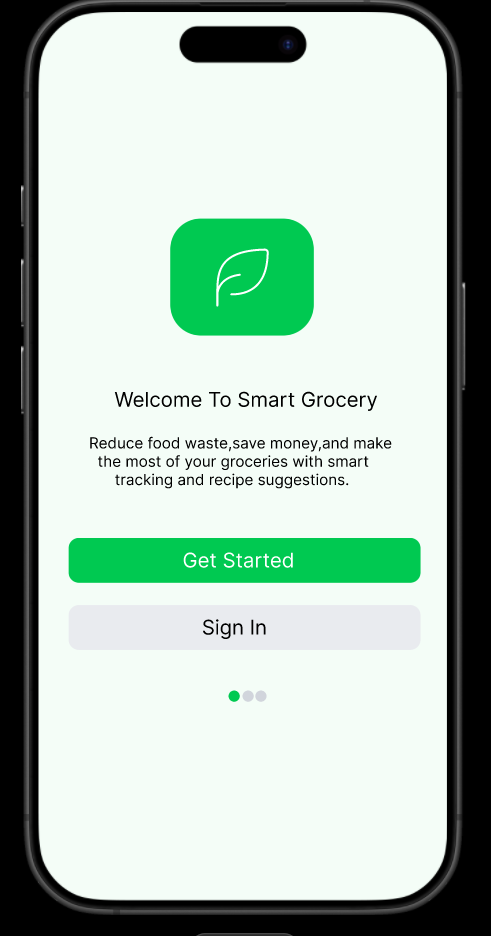 Welcome To Smart Grocery
Reduce food waste,save money,and make
the most of your groceries with smart
tracking and recipe suggestions.
Get Started
Sign In